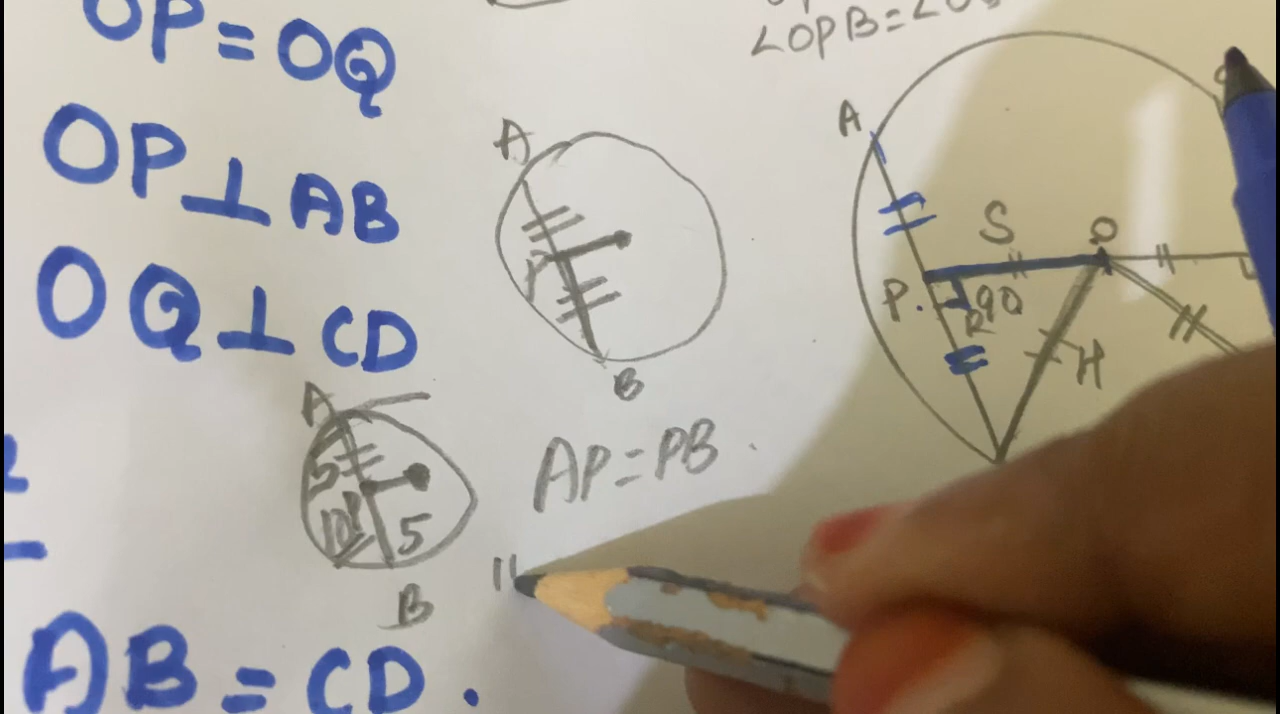 OP = OQ
OP ⊥ AB
OQ ⊥ CD
AB = CD.
A
B
A
5
10
5
B
AP = PB.
∠OPB = ∠
A
S
O
P.
R
90
H